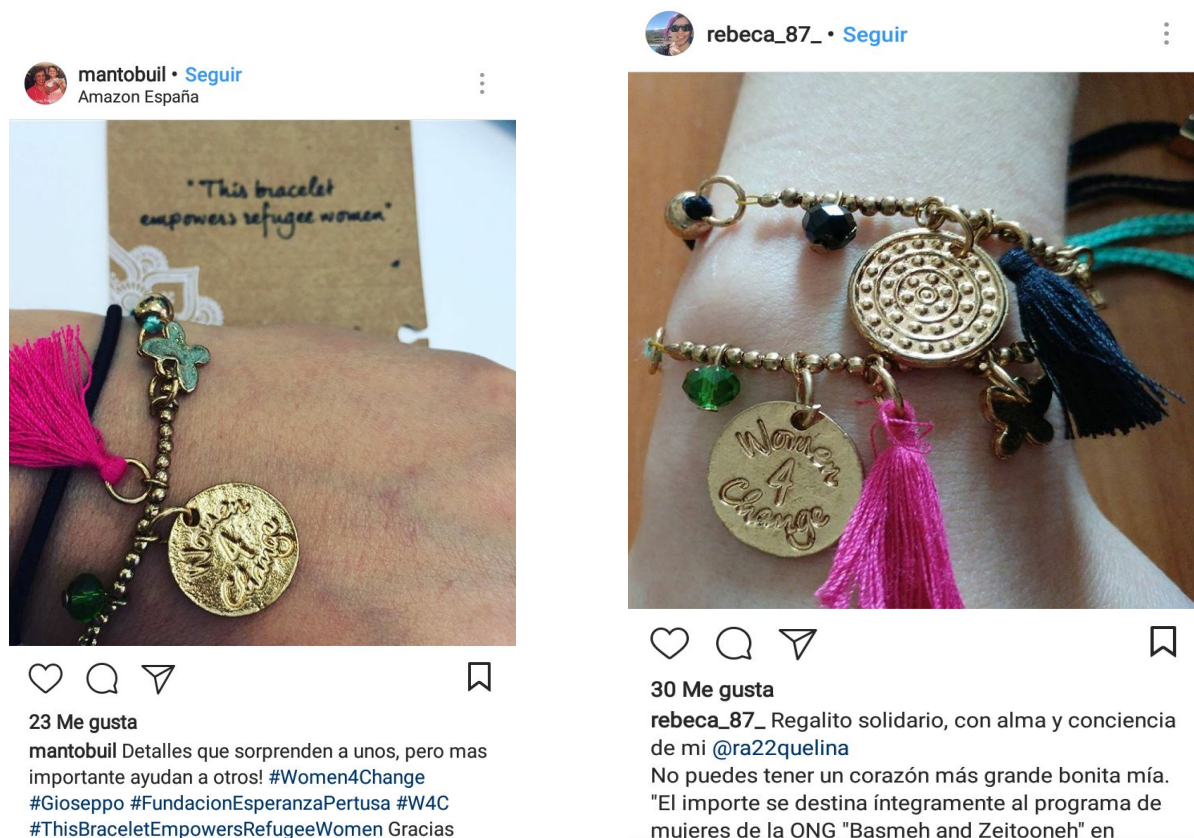 mantobuil • Seguir
Amazon España
"This bracelet
empowers refugee women"
Women
4
Change
23 Me gusta
mantobuil Detalles que sorprenden a unos, pero mas
importante ayudan a otros! #Women4Change
#Gioseppo #FundacionEsperanzaPertusa #W4C
#ThisBraceletEmpowersRefugeeWomen Gracias
rebeca_87_ • Seguir
Women
4
Change
30 Me gusta
rebeca_87_ Regalito solidario, con alma y conciencia
de mi @ra22quelina
No puedes tener un corazón más grande bonita mía.
"El importe se destina íntegramente al programa de
mujeres de la ONG "Basmeh and Zeitooneh" en